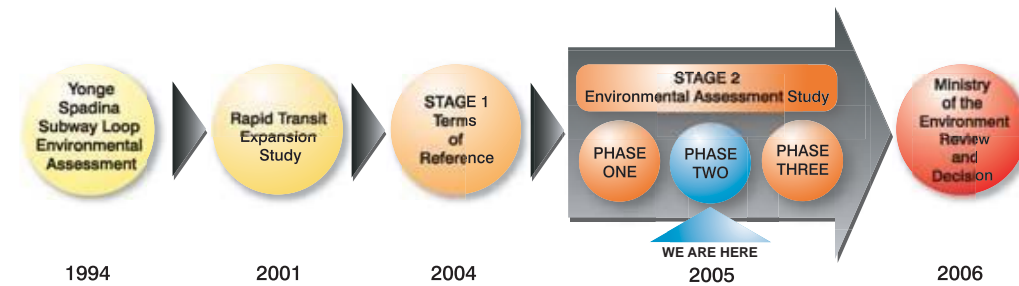 Yonge
Spadina
Subway Loop
Environmental
Assessment
Rapid Transit
Expansion
Study
STAGE 1
Terms
of
Reference
STAGE 2
Environmental Assessment Study
PHASE
ONE
PHASE
TWO
PHASE
THREE
Ministry
of the
Environment
Review
and
Decision
WE ARE HERE
1994
2001
2004
2005
2006